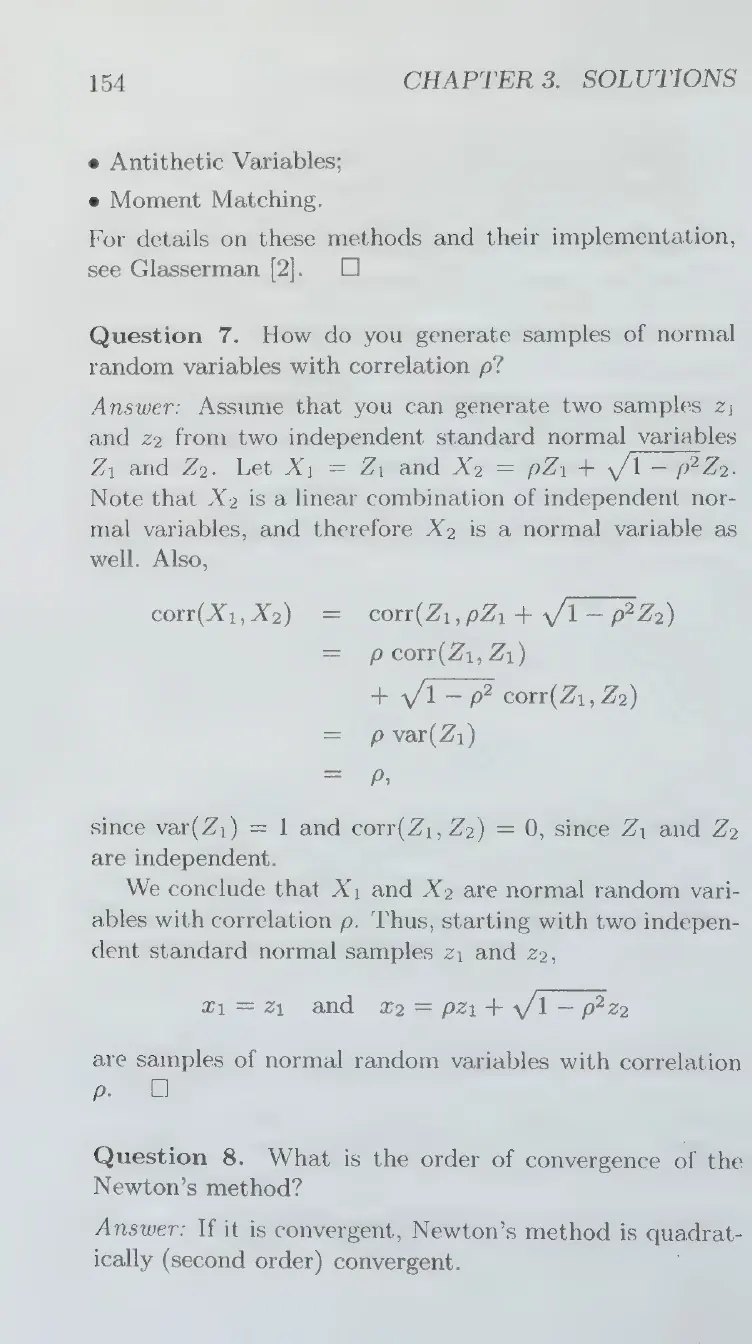 154 CHAPTER 3. SOLUTIONS
• Antithetic Variables;
• Moment Matching.
For details on these methods and their implementation,
see Glasserman [2]. □
Question 7. How do you generate samples of normal
random variables with correlation ρ?
Answer: Assume that you can generate two samples z₁
and z₂ from two independent standard normal variables
Z₁ and Z₂. Let X₁ = Z₁ and X₂ = ρZ₁ + √(1 − ρ²)Z₂.
Note that X₂ is a linear combination of independent nor-
mal variables, and therefore X₂ is a normal variable as
well. Also,
corr(X₁, X₂) = corr(Z₁, ρZ₁ + √(1 − ρ²)Z₂)
= ρ corr(Z₁, Z₁)
+ √(1 − ρ²) corr(Z₁, Z₂)
= ρ var(Z₁)
= ρ,
since var(Z₁) = 1 and corr(Z₁, Z₂) = 0, since Z₁ and Z₂
are independent.
We conclude that X₁ and X₂ are normal random vari-
ables with correlation ρ. Thus, starting with two indepen-
dent standard normal samples z₁ and z₂,
x₁ = z₁ and x₂ = ρz₁ + √(1 − ρ²)z₂
are samples of normal random variables with correlation
ρ. □
Question 8. What is the order of convergence of the
Newton's method?
Answer: If it is convergent, Newton's method is quadrat-
ically (second order) convergent.